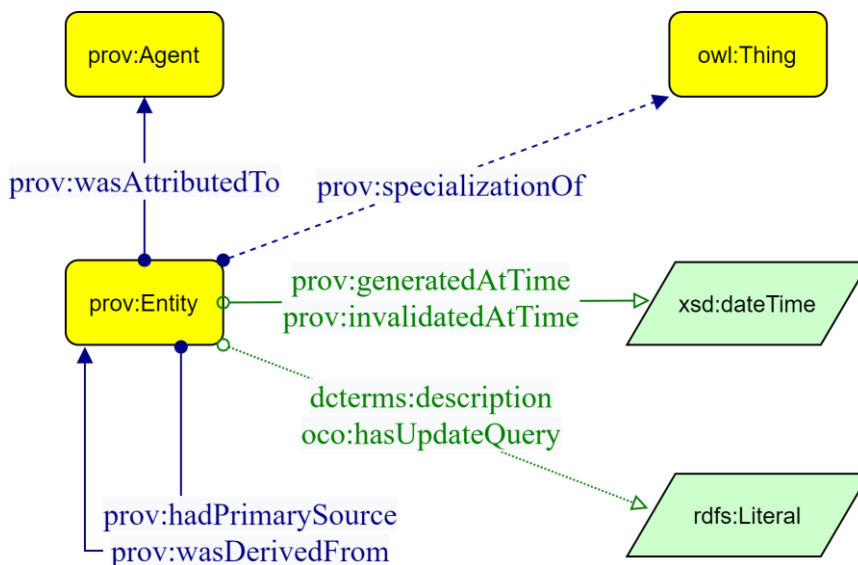 prov:Agent
owl:Thing
prov:wasAttributedTo
prov:specializationOf
prov:Entity
prov:generatedAtTime
prov:invalidatedAtTime
xsd:dateTime
dcterms:description
oco:hasUpdateQuery
prov:hadPrimarySource
prov:wasDerivedFrom
rdfs:Literal